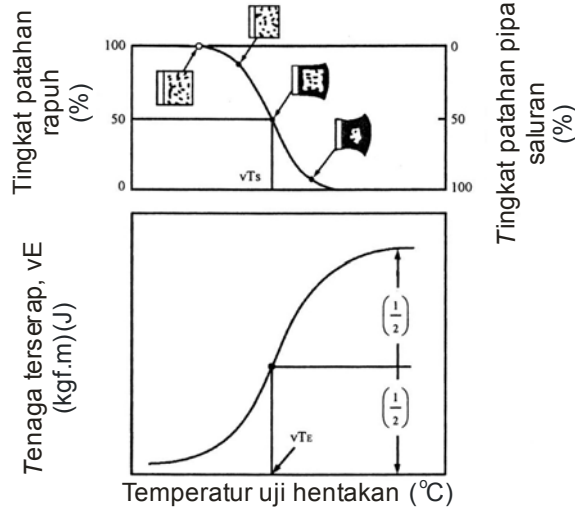 Tingkat patahan
rapuh
(%)
100
50
0
vTs
0
50
100
Tingkat patahan pipa
saluran
(%)
Tenaga terserap, vE
(kgf.m)(J)
(1/2)
(1/2)
vTE
Temperatur uji hentakan (°C)